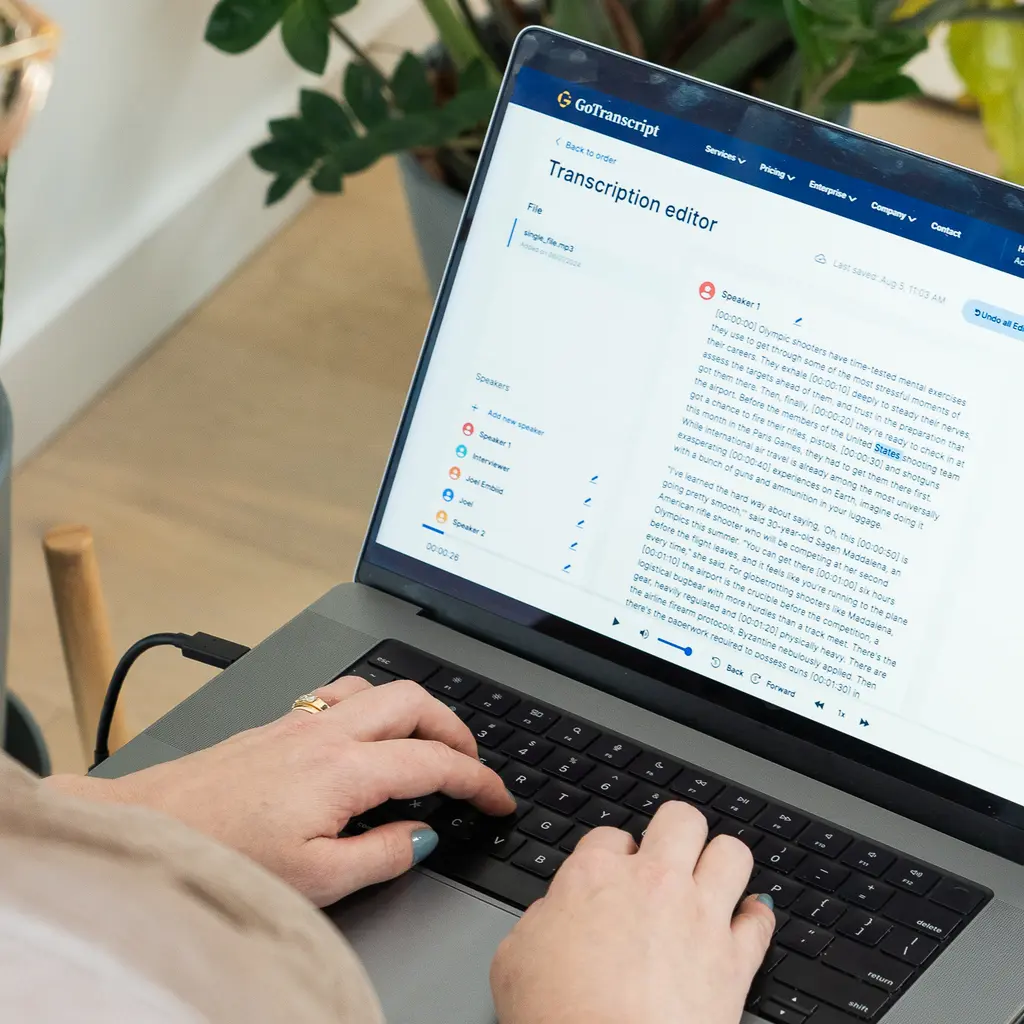 GoTranscript
Services
Pricing
Enterprise
Company
Contact
Back to order
Transcription editor
File
single_file.mp3
Last saved: Aug 5, 11:03 AM
Undo all
Speaker 1
[00:00:00] Olympic shooters have time-tested mental exercises
they use to get through some of the most stressful moments of
their careers. They exhale [00:00:10] deeply to steady their nerves,
assess the targets ahead of them, and trust in the preparation that
got them there. Then, finally, [00:00:20] they're ready to check in at
the airport. Before the members of the United States shooting team
got a chance to fire their rifles, pistols, [00:00:30] and shotguns
this month in the Paris Games, they had to get them there first.
While international air travel is already among the most universally
exasperating [00:00:40] experiences on Earth, imagine doing it
with a bunch of guns and ammunition in your luggage.
"I've learned the hard way about saying, 'Oh, this [00:00:50] is
going pretty smooth,'" said 30-year-old Sagen Maddalena, an
American rifle shooter who will be competing at her second
Olympics this summer. "You can get there [00:01:00] six hours
before the flight leaves, and it feels like you're running to the plane
every time," she said. For globetrotting shooters like Maddalena,
[00:01:10] the airport is the crucible before the competition, a
logistical bugbear with more hurdles than a track meet. There's the
gear, heavily regulated and [00:01:20] physically heavy. There are
the airline firearm protocols, Byzantine nebulously applied. Then
there's the paperwork required to possess guns [00:01:30] in
Speakers
+ Add new speaker
Speaker 1
Interviewer
Joel Embiid
Joel
Speaker 2
00:00:26
Back
Forward
1x
esc
F2
F3
3
4
5
6
7
R
T
Y
G
C
V
B
O
P
delete
return
shift